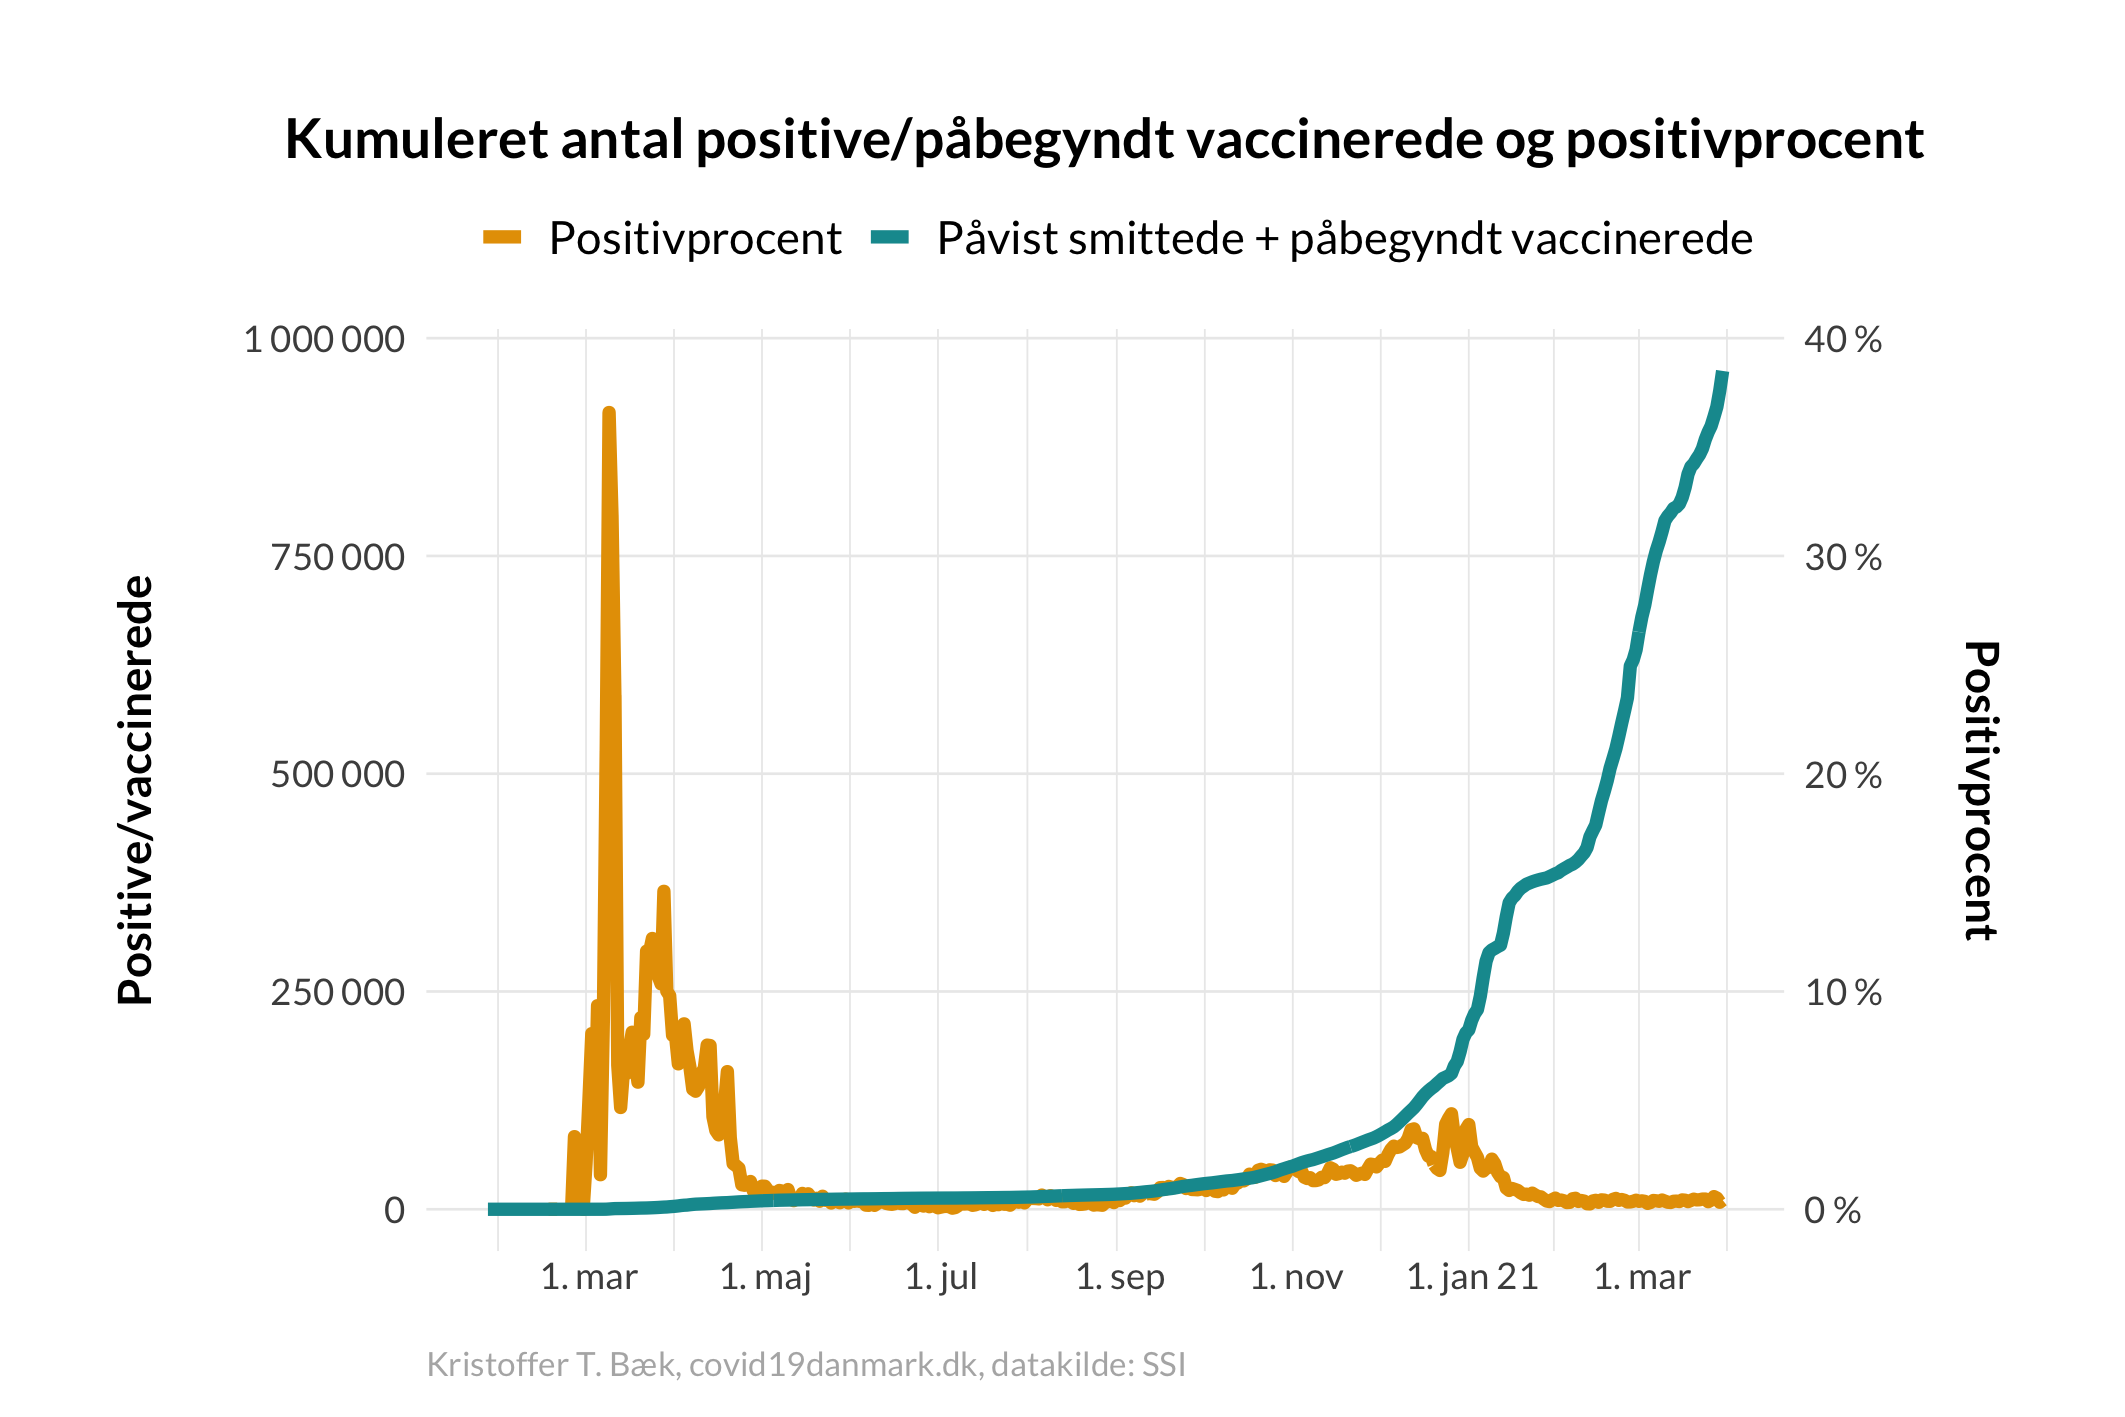 Kumuleret antal positive/påbegyndt vaccinerede og positivprocent
Positivprocent
Påvist smittede + påbegyndt vaccinerede
1 000 000
750 000
500 000
250 000
0
Positive/vaccinerede
40 %
30 %
20 %
10 %
0 %
Positivprocent
1. mar
1. maj
1. jul
1. sep
1. nov
1. jan 21
1. mar
Kristoffer T. Bæk, covid19danmark.dk, datakilde: SSI